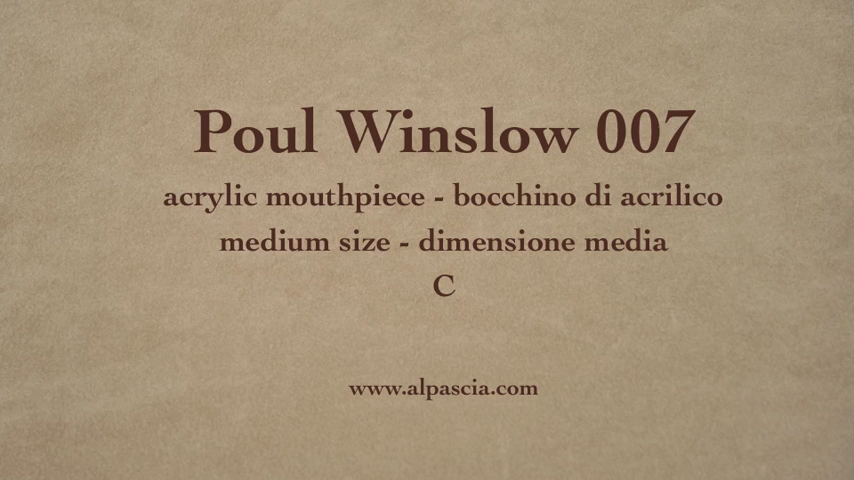 Poul Winslow 007
acrylic mouthpiece - bocchino di acrilico
medium size - dimensione media
C
www.alpascia.com